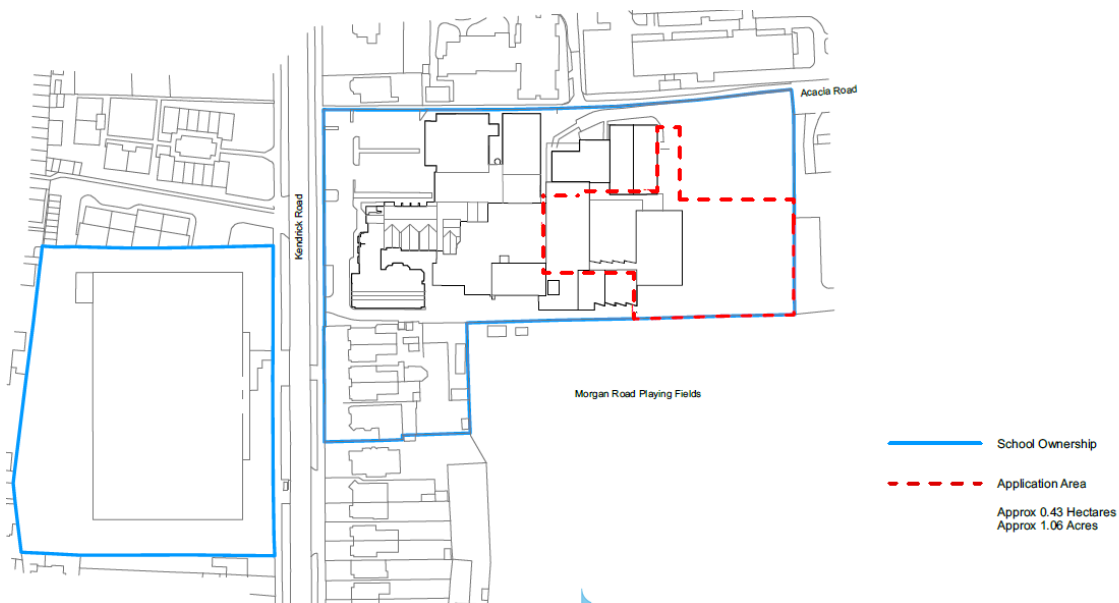 Acacia Road
Kendrick Road
Morgan Road Playing Fields
School Ownership
Application Area
Approx 0.43 Hectares
Approx 1.06 Acres